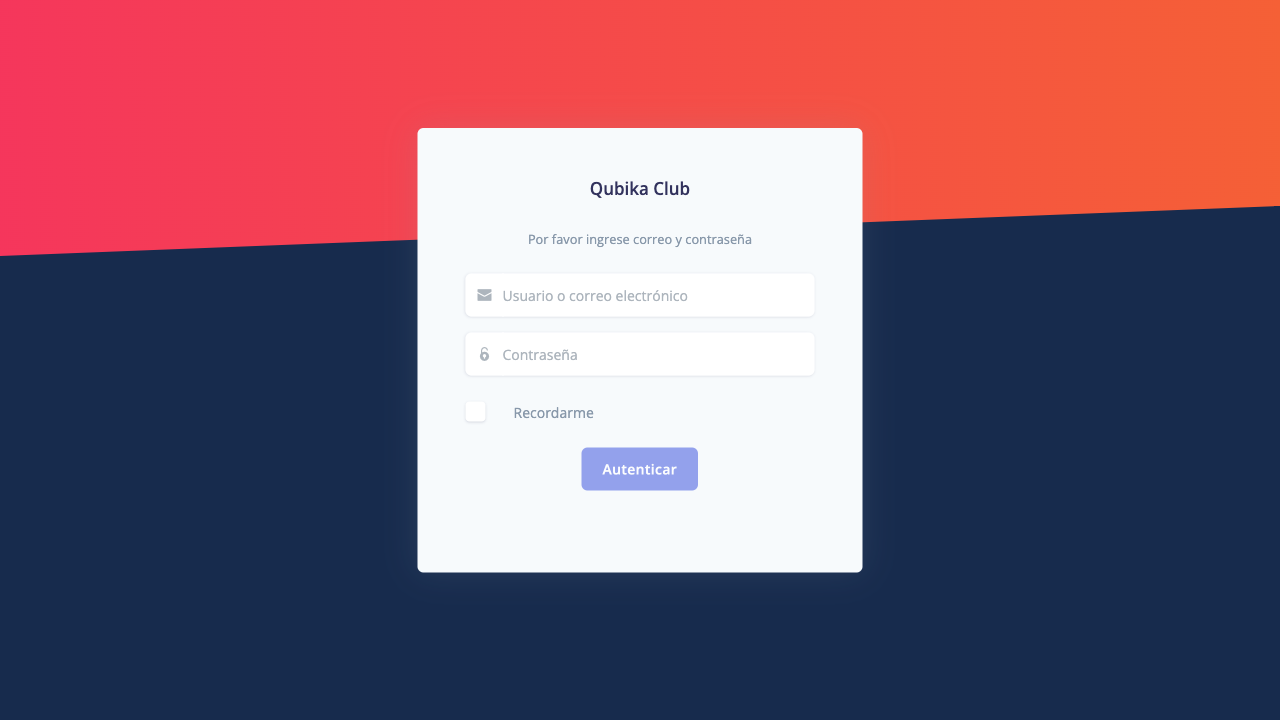 Qubika Club
Por favor ingrese correo y contraseña
Usuario o correo electrónico
Contraseña
Recordarme
Autenticar